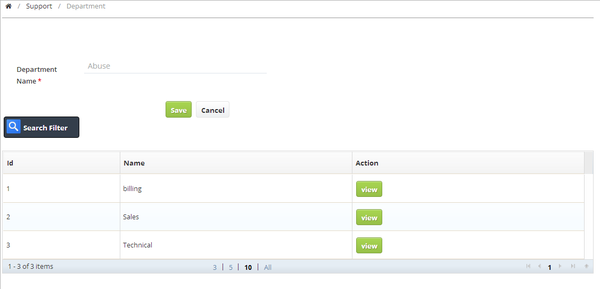 / Support / Department
Department Name * Abuse
Save Cancel
Search Filter
Id Name Action
1 billing view
2 Sales view
3 Technical view
1 - 3 of 3 items 3 | 5 | 10 | All 1